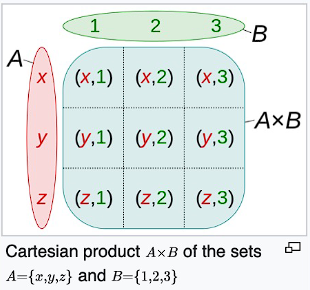 1 2 3
B
A
x (x,1) (x,2) (x,3)
y (y,1) (y,2) (y,3)
A×B
z (z,1) (z,2) (z,3)
Cartesian product A×B of the sets
A={x,y,z} and B={1,2,3}